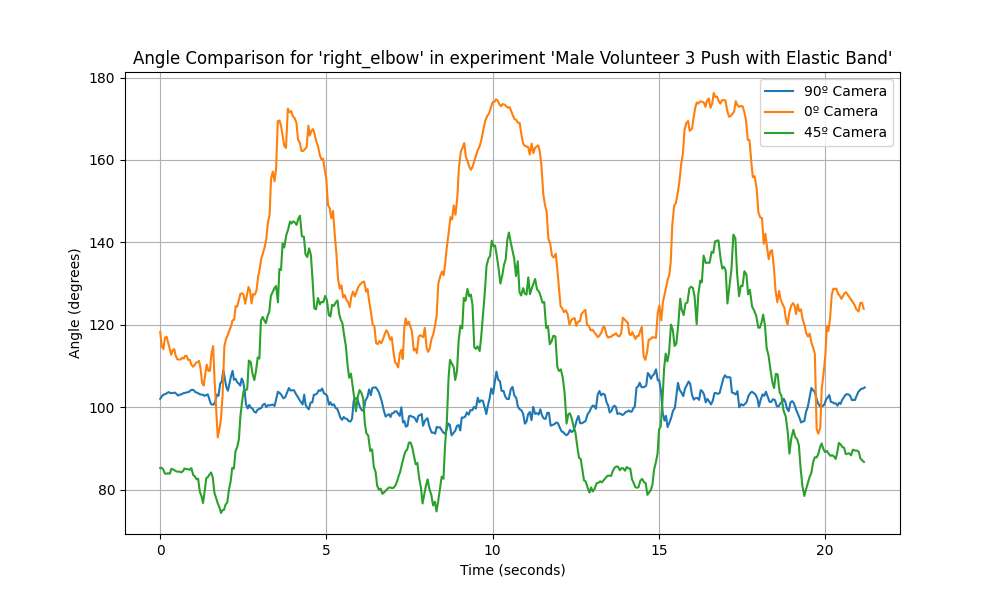 Angle Comparison for 'right_elbow' in experiment 'Male Volunteer 3 Push with Elastic Band'
180
160
140
120
100
80
Angle (degrees)
90º Camera
0º Camera
45º Camera
0 5 10 15 20
Time (seconds)